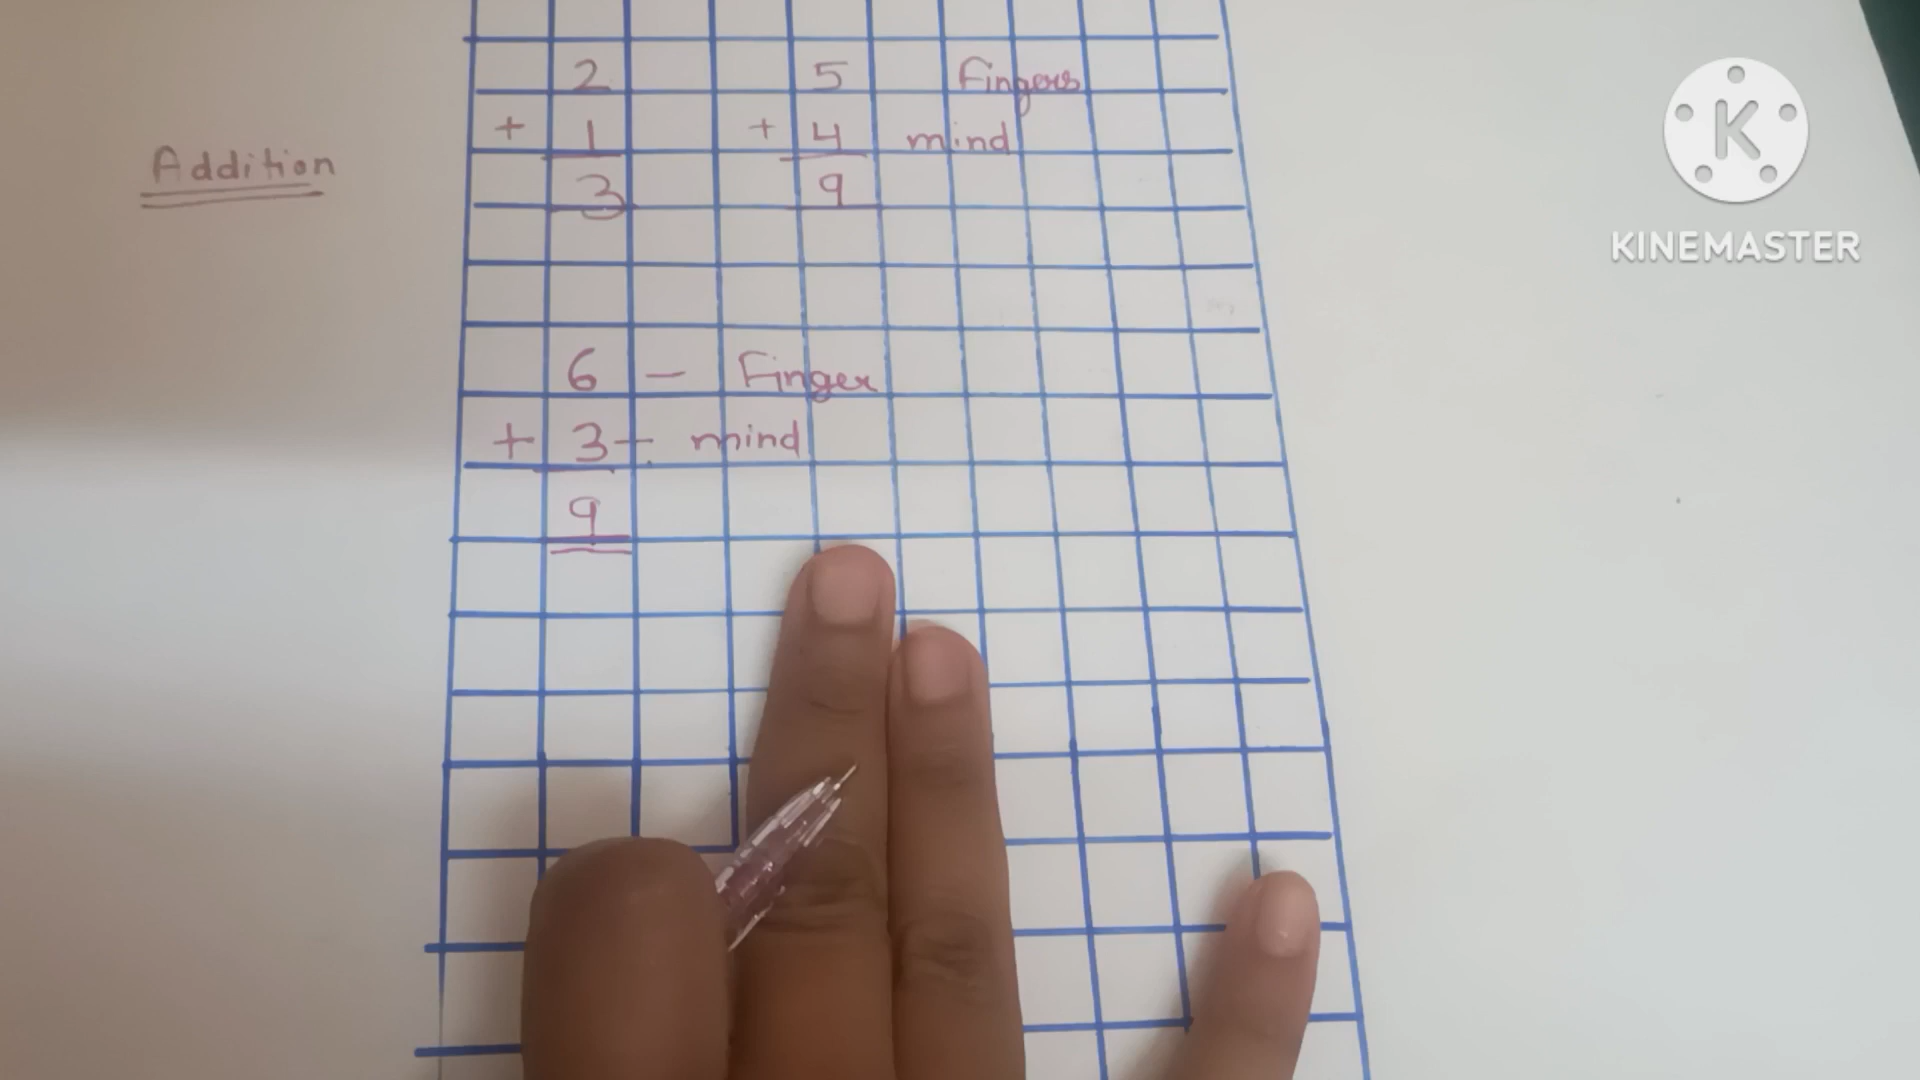 Addition
2 5 Fingers
+ 1 + 4 mind
3 9
6 - Finger
+ 3 - mind
9
K
KINEMASTER